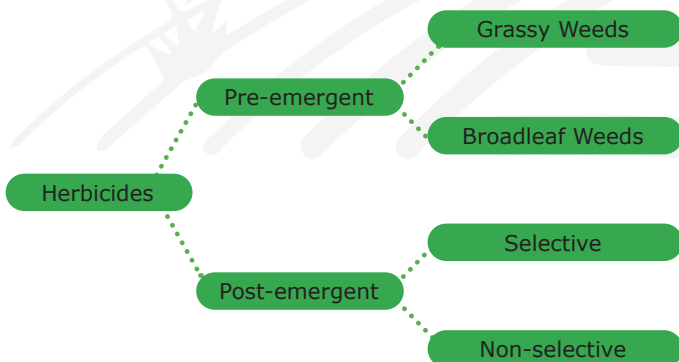 Grassy Weeds
Pre-emergent
Broadleaf Weeds
Herbicides
Selective
Post-emergent
Non-selective